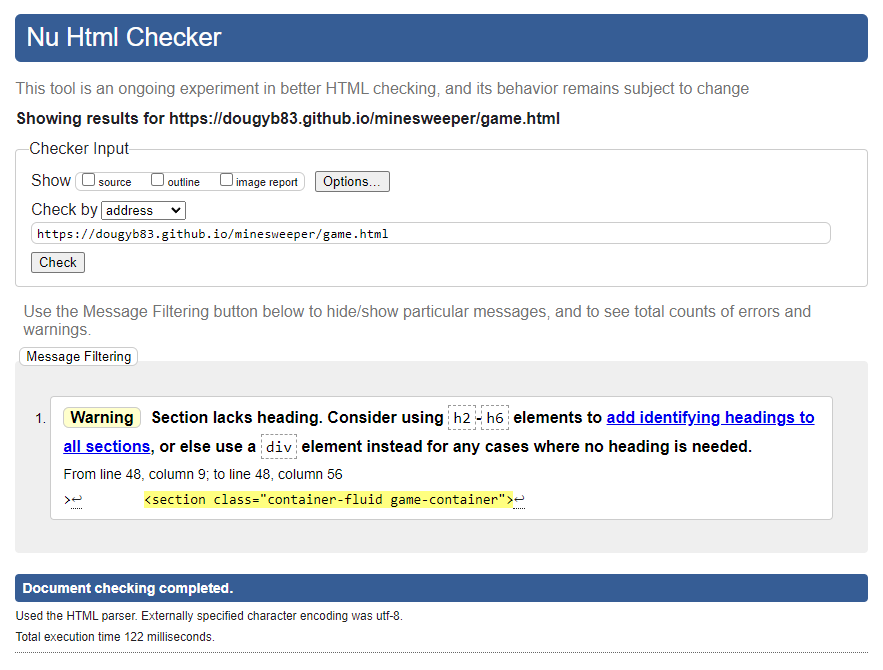 Nu Html Checker
This tool is an ongoing experiment in better HTML checking, and its behavior remains subject to change
Showing results for https://dougyb83.github.io/minesweeper/game.html
Checker Input
Show source outline image report Options...
Check by address
https://dougyb83.github.io/minesweeper/game.html
Check
Use the Message Filtering button below to hide/show particular messages, and to see total counts of errors and
warnings.
Message Filtering
1. Warning Section lacks heading. Consider using h2-h6 elements to add identifying headings to
all sections, or else use a div element instead for any cases where no heading is needed.
From line 48, column 9; to line 48, column 56
>↩ <section class="container-fluid game-container">↩
Document checking completed.
Used the HTML parser. Externally specified character encoding was utf-8.
Total execution time 122 milliseconds.